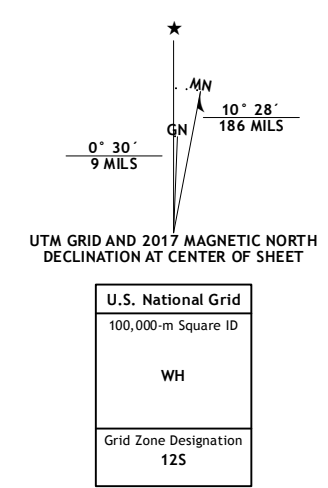 ★
MN
GN
10° 28´
186 MILS
0° 30´
9 MILS
UTM GRID AND 2017 MAGNETIC NORTH
DECLINATION AT CENTER OF SHEET
U.S. National Grid
100,000-m Square ID
WH
Grid Zone Designation
12S